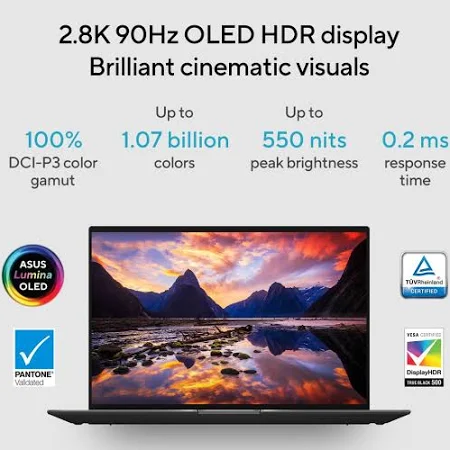 2.8K 90Hz OLED HDR display
Brilliant cinematic visuals
100%
DCI-P3 color
gamut
Up to
1.07 billion
colors
Up to
550 nits
peak brightness
0.2 ms
response
time
ASUS
Lumina
OLED
TÜVRheinland
CERTIFIED
PANTONE®
Validated
VESA CERTIFIED
DisplayHDR
TRUE BLACK 500